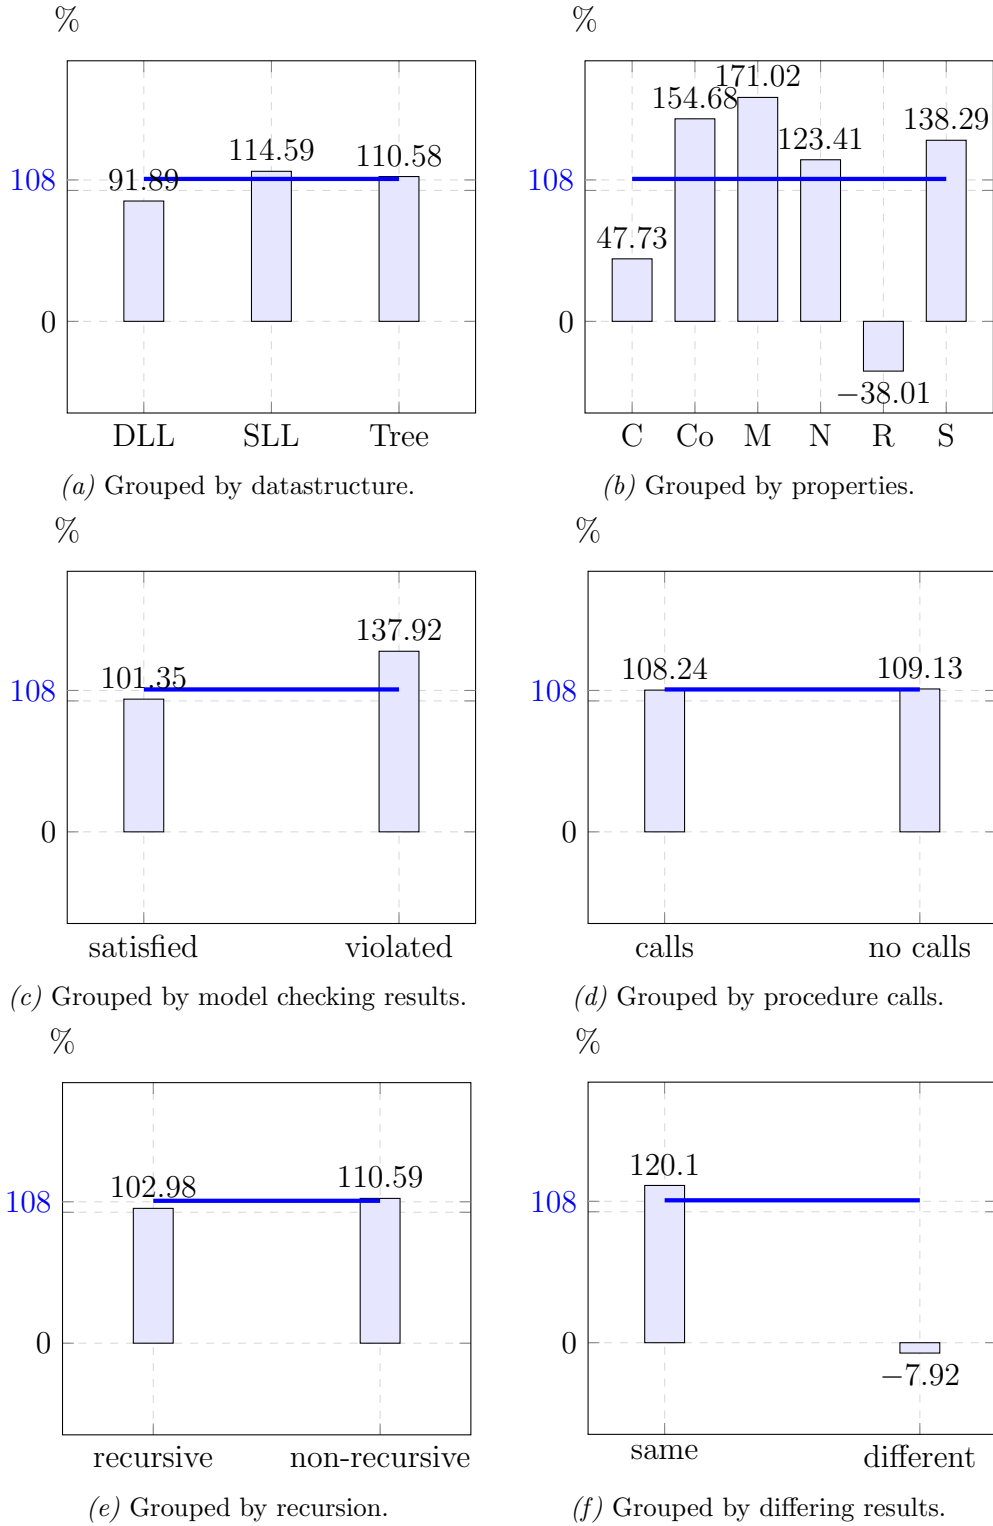 %
%
91.89
114.59
110.58
108
0
DLL SLL Tree
(a) Grouped by datastructure.
47.73
154.68
171.02
123.41
−38.01
138.29
108
0
C Co M N R S
(b) Grouped by properties.
%
101.35
137.92
108
0
satisfied violated
(c) Grouped by model checking results.
%
108.24
109.13
108
0
calls no calls
(d) Grouped by procedure calls.
%
102.98
110.59
108
0
recursive non-recursive
(e) Grouped by recursion.
%
120.1
−7.92
108
0
same different
(f) Grouped by differing results.